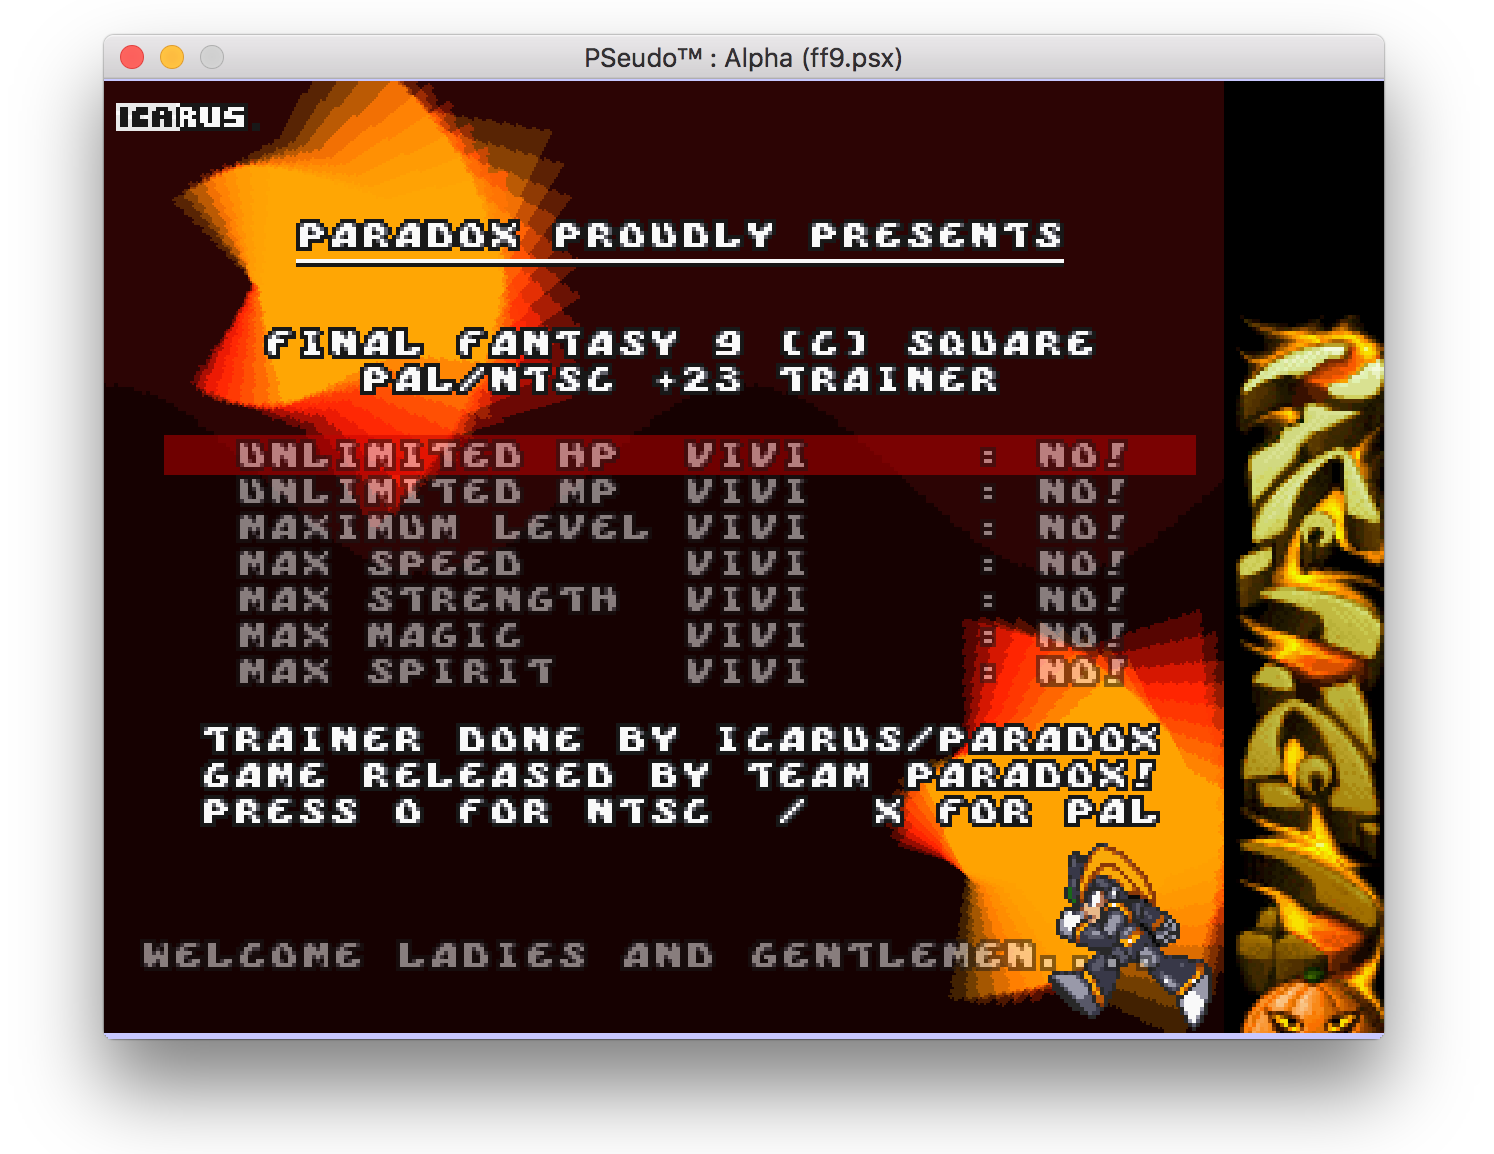 PSeudo™ : Alpha (ff9.psx)
ICARUS
PARADOX PROUDLY PRESENTS
FINAL FANTASY 9 (C) SQUARE
PAL/NTSC +23 TRAINER
UNLIMITED HP VIVI : NO!
UNLIMITED MP VIVI : NO!
MAXIMUM LEVEL VIVI : NO!
MAX SPEED VIVI : NO!
MAX STRENGTH VIVI : NO!
MAX MAGIC VIVI : NO!
MAX SPIRIT VIVI : NO!
TRAINER DONE BY ICARUS/PARADOX
GAME RELEASED BY TEAM PARADOX!
PRESS O FOR NTSC / X FOR PAL
WELCOME LADIES AND GENTLEMEN...